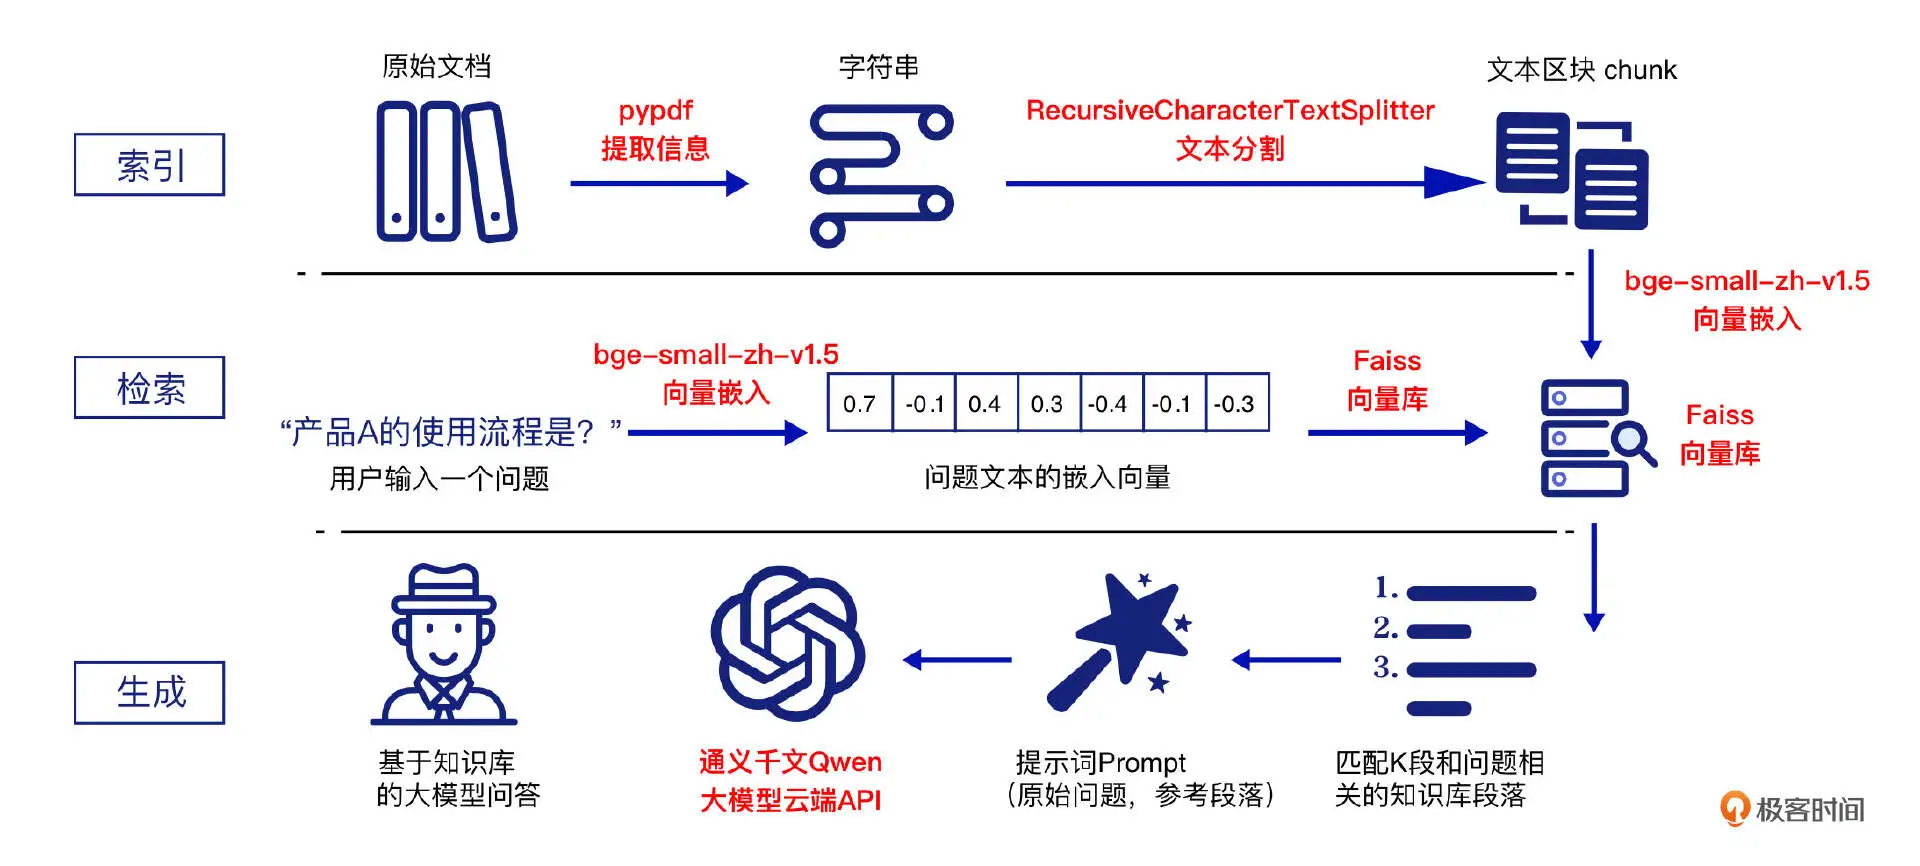 原始文档
字符串
文本区块 chunk
pypdf
提取信息
RecursiveCharacterTextSplitter
文本分割
索引
bge-small-zh-v1.5
向量嵌入
检索
bge-small-zh-v1.5
向量嵌入
Faiss
向量库
0.7 -0.1 0.4 0.3 -0.4 -0.1 -0.3
Faiss
向量库
“产品A的使用流程是？”
用户输入一个问题
问题文本的嵌入向量
生成
1.
2.
3.
基于知识库
的大模型问答
通义千文Qwen
大模型云端API
提示词Prompt
（原始问题，参考段落）
匹配K段和问题相
关的知识库段落
极客时间